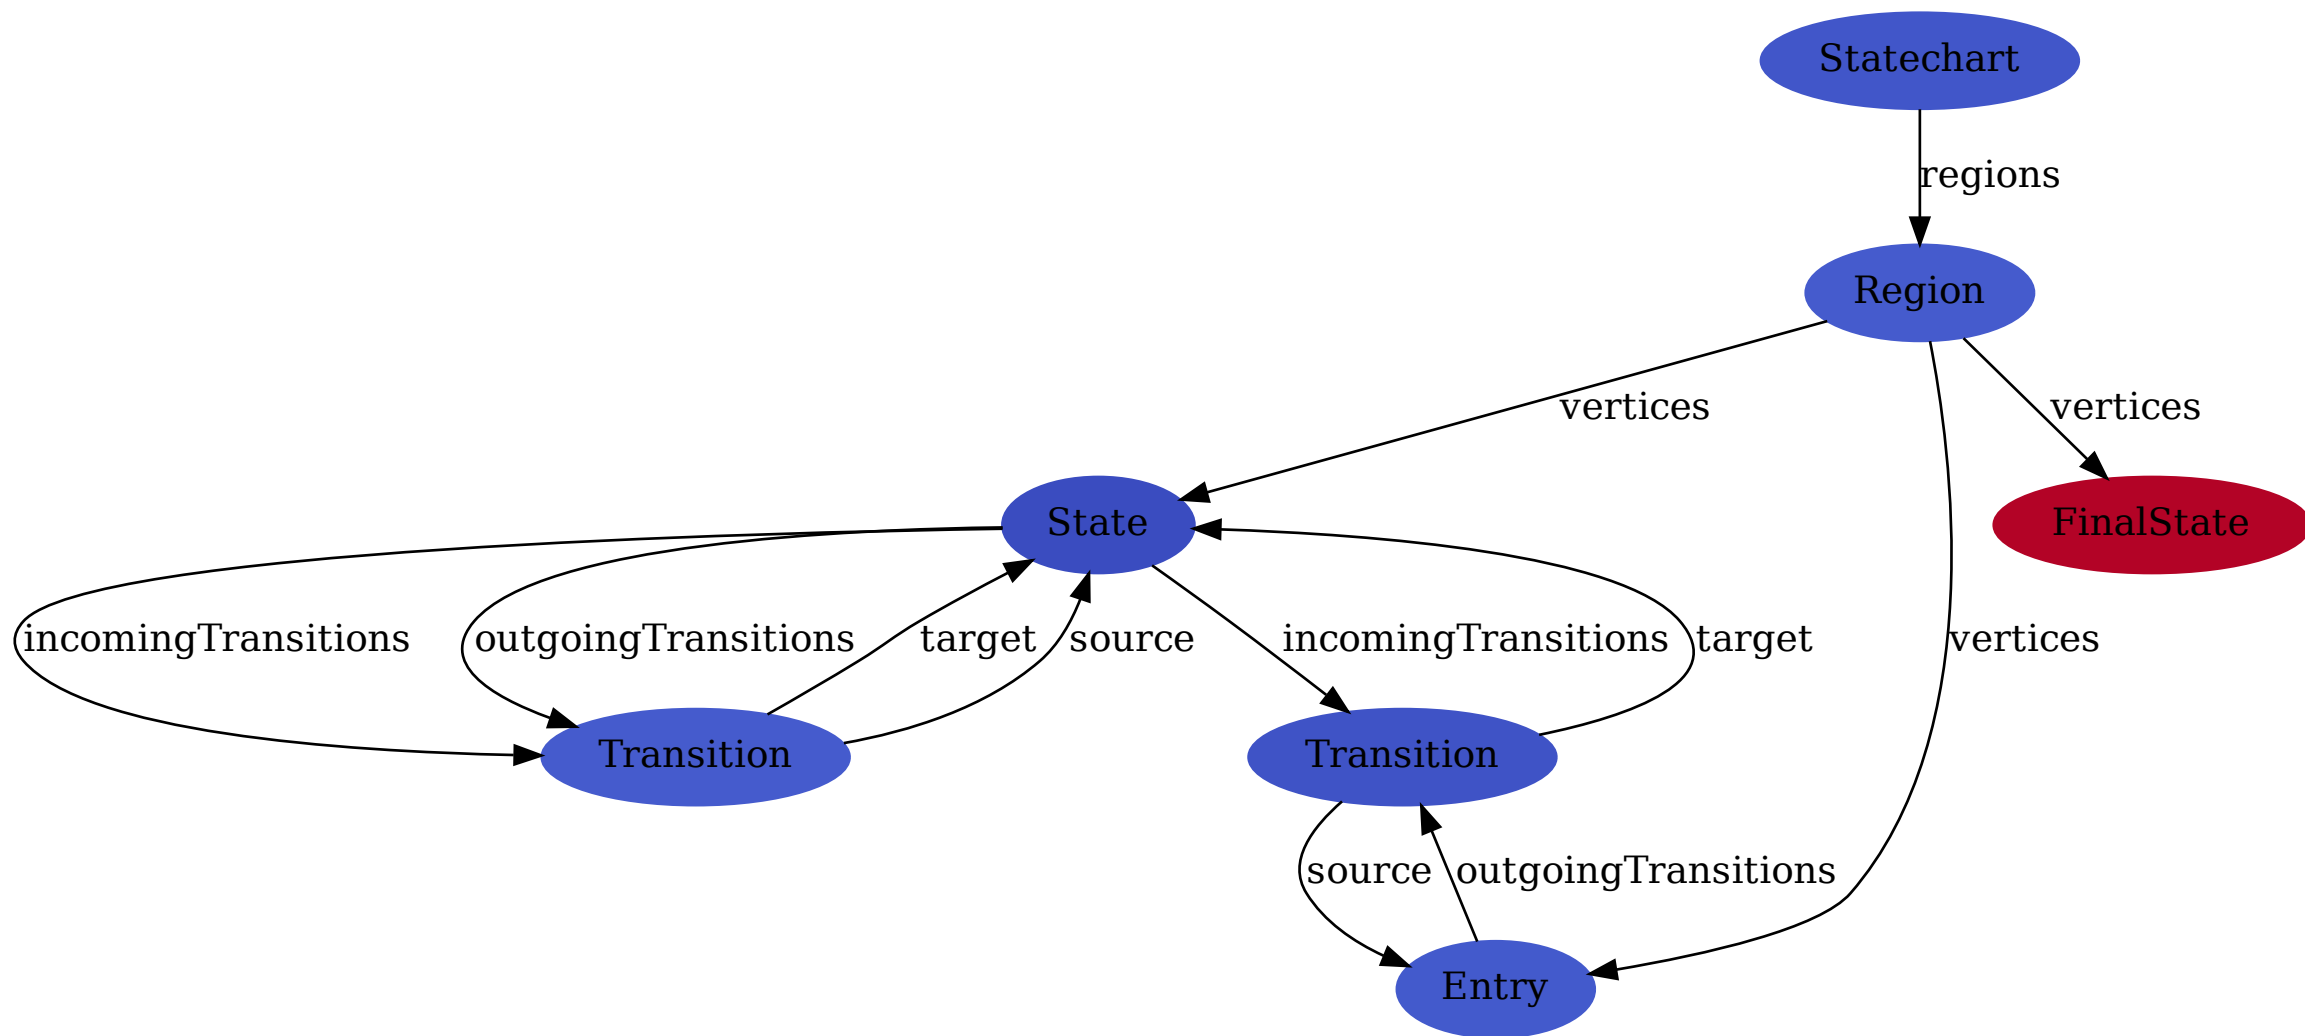 Statechart
regions
Region
vertices
vertices
State
FinalState
incomingTransitions
outgoingTransitions
target
source
incomingTransitions
target
vertices
Transition
Transition
source
outgoingTransitions
Entry